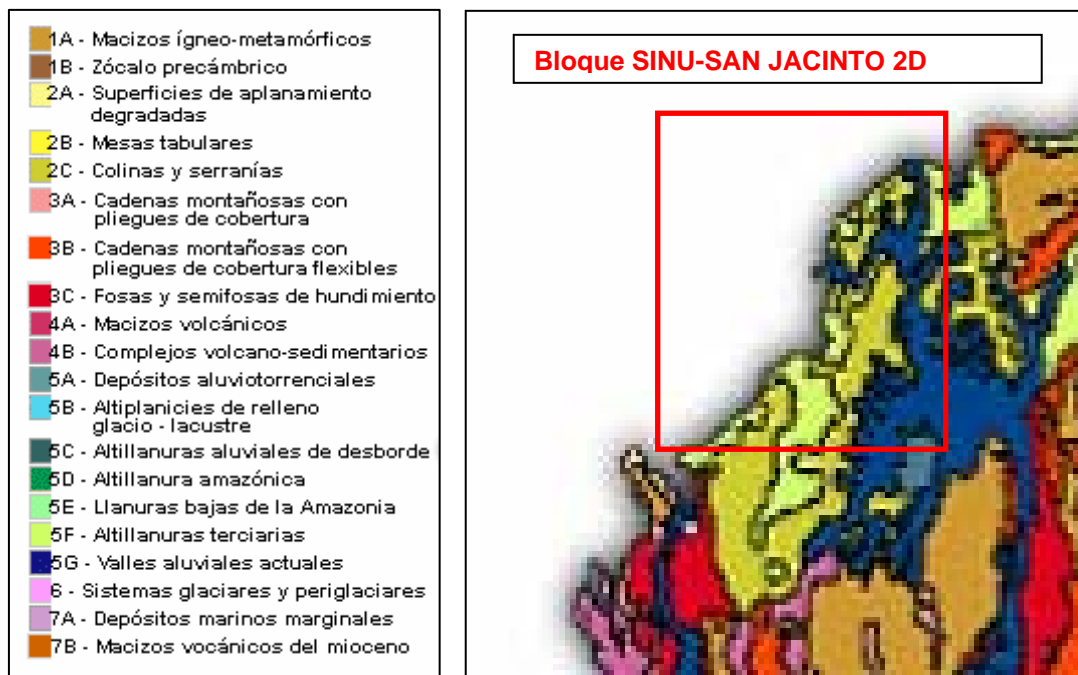 1A - Macizos ígneo-metamórficos
1B - Zócalo precámbrico
2A - Superficies de aplanamiento
degradadas
2B - Mesas tabulares
2C - Colinas y serranías
3A - Cadenas montañosas con
pliegues de cobertura
3B - Cadenas montañosas con
pliegues de cobertura flexibles
3C - Fosas y semifosas de hundimiento
4A - Macizos volcánicos
4B - Complejos volcano-sedimentarios
5A - Depósitos aluviotorrenciales
5B - Altiplanicies de relleno
glacio - lacustre
5C - Altillanuras aluviales de desborde
5D - Altillanura amazónica
5E - Llanuras bajas de la Amazonia
5F - Altillanuras terciarias
5G - Valles aluviales actuales
6 - Sistemas glaciares y periglaciares
7A - Depósitos marinos marginales
7B - Macizos vocánicos del mioceno
Bloque SINU-SAN JACINTO 2D